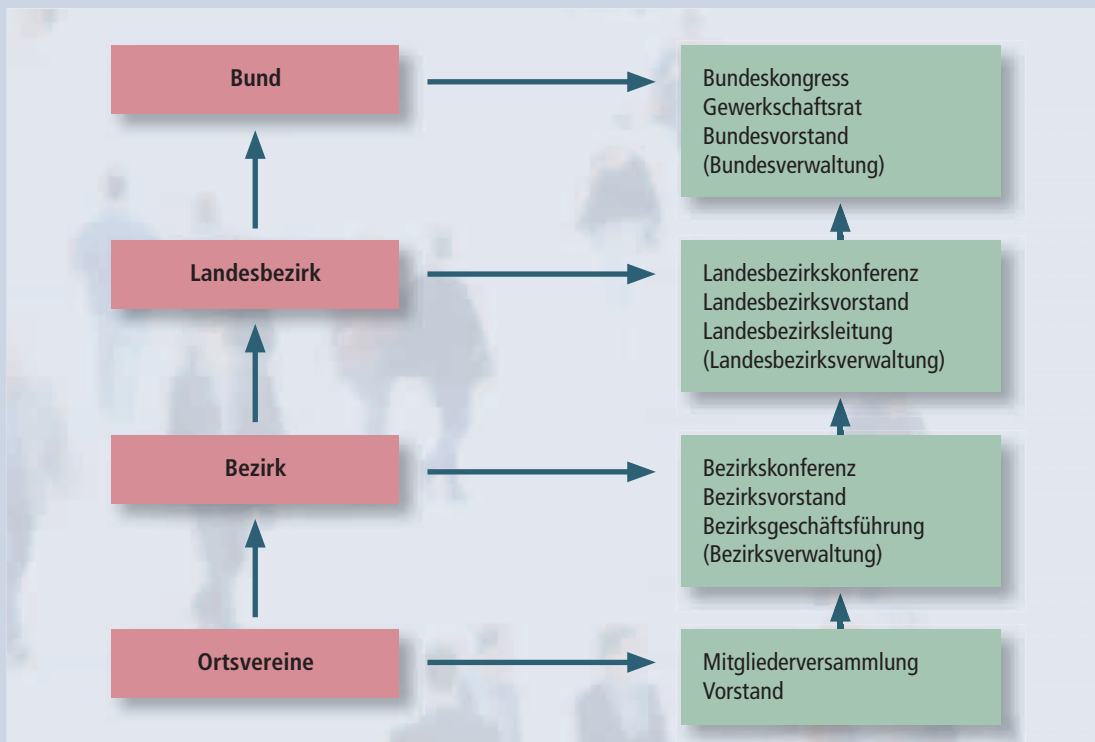 Bund
Bundeskongress
Gewerkschaftsrat
Bundesvorstand
(Bundesverwaltung)
Landesbezirk
Landesbezirkskonferenz
Landesbezirksvorstand
Landesbezirksleitung
(Landesbezirksverwaltung)
Bezirk
Bezirkskonferenz
Bezirksvorstand
Bezirksgeschäftsführung
(Bezirksverwaltung)
Ortsvereine
Mitgliederversammlung
Vorstand